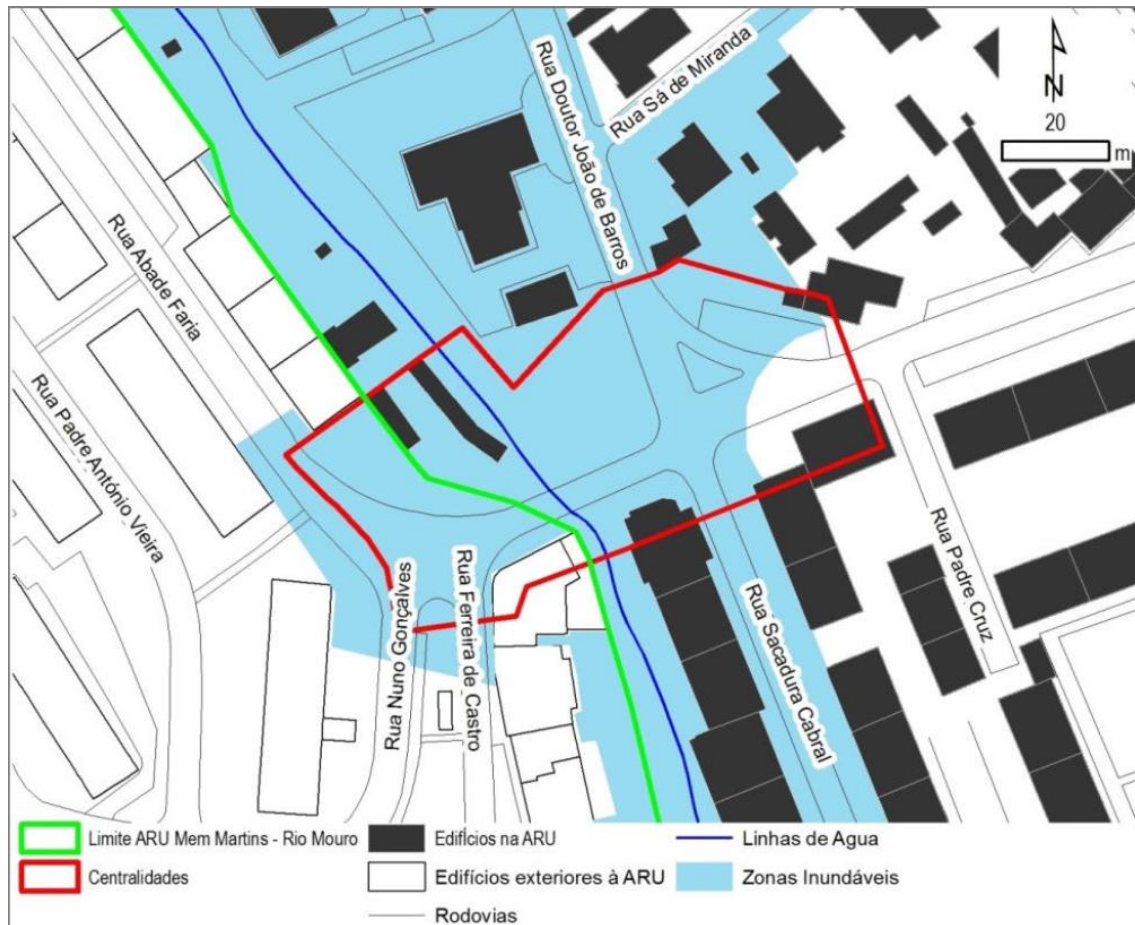 Rua Doutor João de Barros
Rua Sá de Miranda
N
20
m
Rua Abade Faria
Rua Padre António Vieira
Rua Nuno Gonçalves
Rua Ferreira de Castro
Rua Sacadura Cabral
Rua Padre Cruz
Limite ARU Mem Martins - Rio Mouro
Edifícios na ARU
Linhas de Agua
Centralidades
Edifícios exteriores à ARU
Zonas Inundáveis
Rodovias